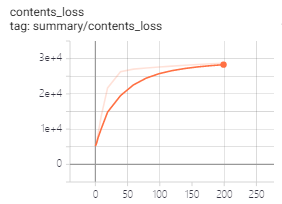 contents_loss
tag: summary/contents_loss
3e+4
2e+4
1e+4
0
0 50 100 150 200 250